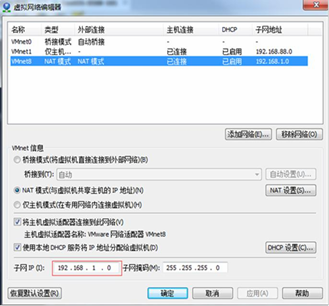 虚拟网络编辑器
名称 类型 外部连接 主机连接 DHCP 子网地址
VMnet0 桥接模式 自动桥接 - - -
VMnet1 仅主机... - 已连接 已启用 192.168.88.0
VMnet8 NAT 模式 NAT 模式 已连接 已启用 192.168.1.0
添加网络(E)... 移除网络(O)
VMnet 信息
桥接模式(将虚拟机直接连接到外部网络)(B)
桥接到(T): 自动 自动设置(U)...
NAT 模式(与虚拟机共享主机的 IP 地址)(N) NAT 设置(S)...
仅主机模式(在专用网络内连接虚拟机)(H)
将主机虚拟适配器连接到此网络(V)
主机虚拟适配器名称: VMware 网络适配器 VMnet8
使用本地 DHCP 服务将 IP 地址分配给虚拟机(D) DHCP 设置(C)...
子网 IP (I): 192 .168 . 1 . 0 子网掩码(M): 255 .255 .255 . 0
恢复默认设置(R) 确定 取消 应用(A) 帮助